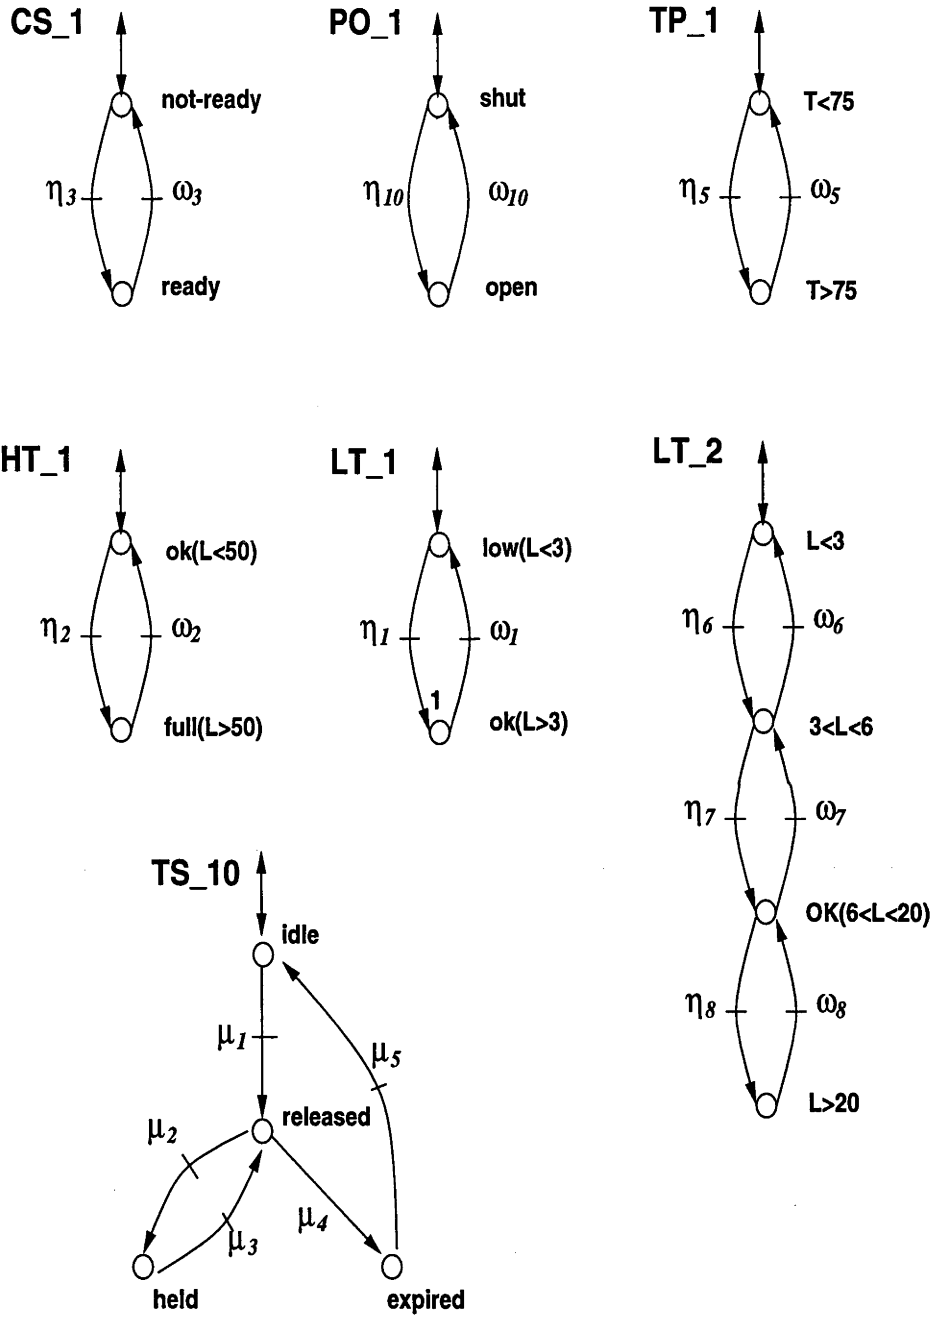 CS_1
not-ready
η3 ω3
ready
PO_1
shut
η10 ω10
open
TP_1
T<75
η5 ω5
T>75
HT_1
ok(L<50)
η2 ω2
full(L>50)
LT_1
low(L<3)
η1 ω1
1
ok(L>3)
LT_2
L<3
η6 ω6
3<L<6
η7 ω7
OK(6<L<20)
η8 ω8
L>20
TS_10
idle
μ1
μ5
released
μ2
μ3
μ4
held
expired